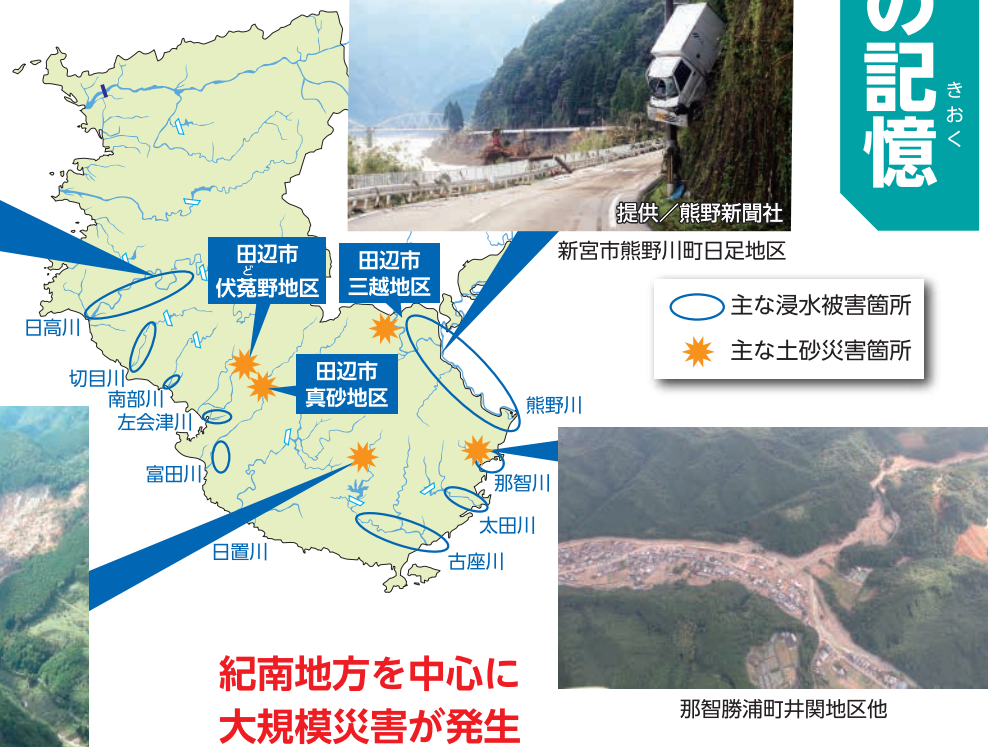 の記憶
きおく
提供／熊野新聞社
新宮市熊野川町日足地区
主な浸水被害箇所
主な土砂災害箇所
田辺市
ど
伏菟野地区
田辺市
三越地区
田辺市
真砂地区
日高川
切目川
南部川
左会津川
富田川
日置川
熊野川
那智川
太田川
古座川
那智勝浦町井関地区他
紀南地方を中心に
大規模災害が発生